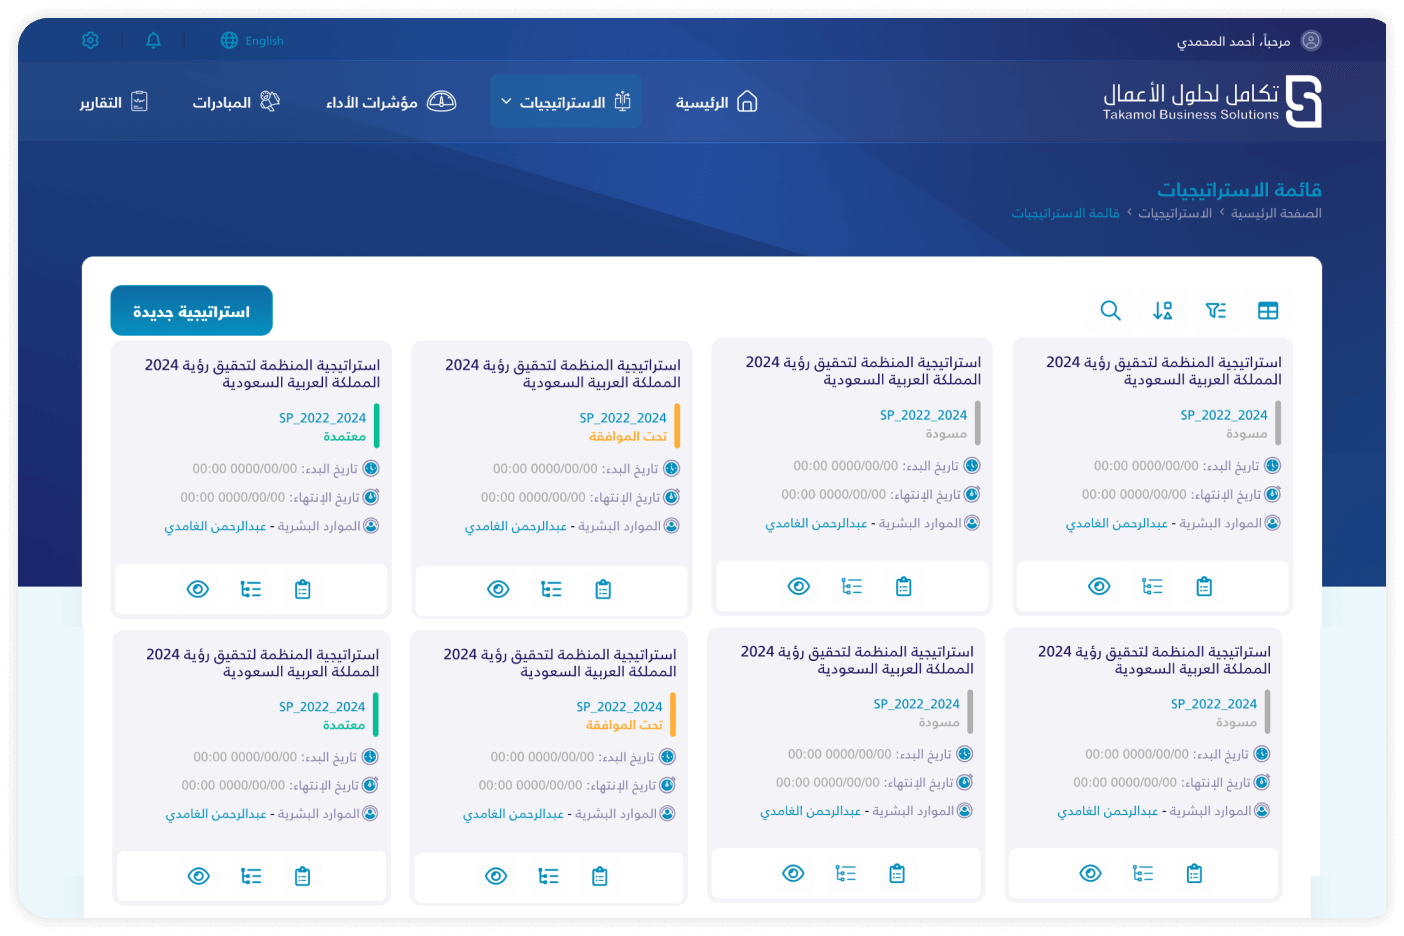 مرحباً، أحمد المحمدي
English
تكامل لحلول الأعمال
Takamol Business Solutions
الرئيسية
الاستراتيجيات
مؤشرات الأداء
المبادرات
التقارير
قائمة الاستراتيجيات
الصفحة الرئيسية › الاستراتيجيات › قائمة الاستراتيجيات
استراتيجية جديدة
استراتيجية المنظمة لتحقيق رؤية 2024
المملكة العربية السعودية
SP_2022_2024
مسودة
تاريخ البدء: 00:00 0000/00/00
تاريخ الإنتهاء: 00:00 0000/00/00
الموارد البشرية - عبدالرحمن الغامدي
استراتيجية المنظمة لتحقيق رؤية 2024
المملكة العربية السعودية
SP_2022_2024
مسودة
تاريخ البدء: 00:00 0000/00/00
تاريخ الإنتهاء: 00:00 0000/00/00
الموارد البشرية - عبدالرحمن الغامدي
استراتيجية المنظمة لتحقيق رؤية 2024
المملكة العربية السعودية
SP_2022_2024
تحت الموافقة
تاريخ البدء: 00:00 0000/00/00
تاريخ الإنتهاء: 00:00 0000/00/00
الموارد البشرية - عبدالرحمن الغامدي
استراتيجية المنظمة لتحقيق رؤية 2024
المملكة العربية السعودية
SP_2022_2024
معتمدة
تاريخ البدء: 00:00 0000/00/00
تاريخ الإنتهاء: 00:00 0000/00/00
الموارد البشرية - عبدالرحمن الغامدي
استراتيجية المنظمة لتحقيق رؤية 2024
المملكة العربية السعودية
SP_2022_2024
مسودة
تاريخ البدء: 00:00 0000/00/00
تاريخ الإنتهاء: 00:00 0000/00/00
الموارد البشرية - عبدالرحمن الغامدي
استراتيجية المنظمة لتحقيق رؤية 2024
المملكة العربية السعودية
SP_2022_2024
مسودة
تاريخ البدء: 00:00 0000/00/00
تاريخ الإنتهاء: 00:00 0000/00/00
الموارد البشرية - عبدالرحمن الغامدي
استراتيجية المنظمة لتحقيق رؤية 2024
المملكة العربية السعودية
SP_2022_2024
تحت الموافقة
تاريخ البدء: 00:00 0000/00/00
تاريخ الإنتهاء: 00:00 0000/00/00
الموارد البشرية - عبدالرحمن الغامدي
استراتيجية المنظمة لتحقيق رؤية 2024
المملكة العربية السعودية
SP_2022_2024
معتمدة
تاريخ البدء: 00:00 0000/00/00
تاريخ الإنتهاء: 00:00 0000/00/00
الموارد البشرية - عبدالرحمن الغامدي